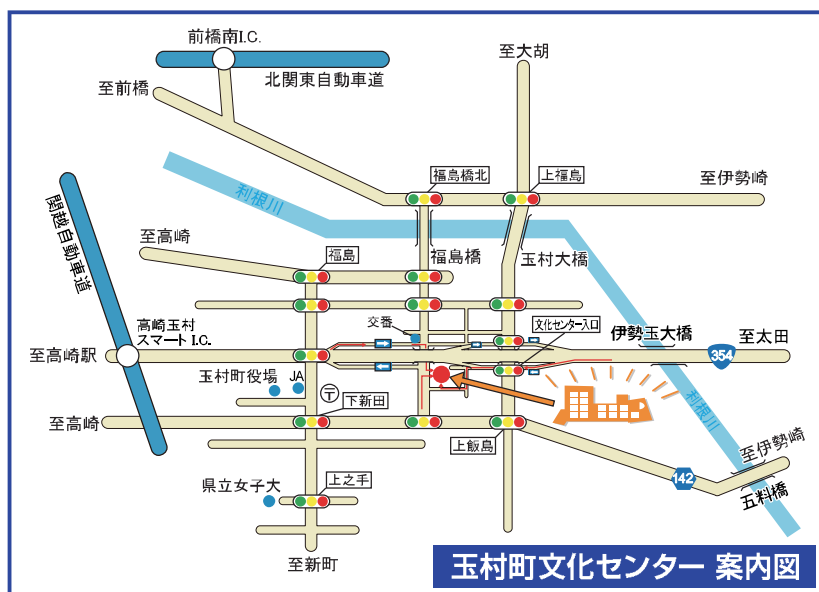 前橋南I.C.
至大胡
北関東自動車道
至前橋
福島橋北
上福島
至伊勢崎
利根川
関越自動車道
至高崎
福島
福島橋
玉村大橋
高崎玉村
スマートI.C.
交番
文化センター入口
伊勢玉大橋
至太田
354
至高崎駅
玉村町役場
JA
〒
下新田
至高崎
利根川
上飯島
至伊勢崎
142
五料橋
県立女子大
上之手
至新町
玉村町文化センター 案内図